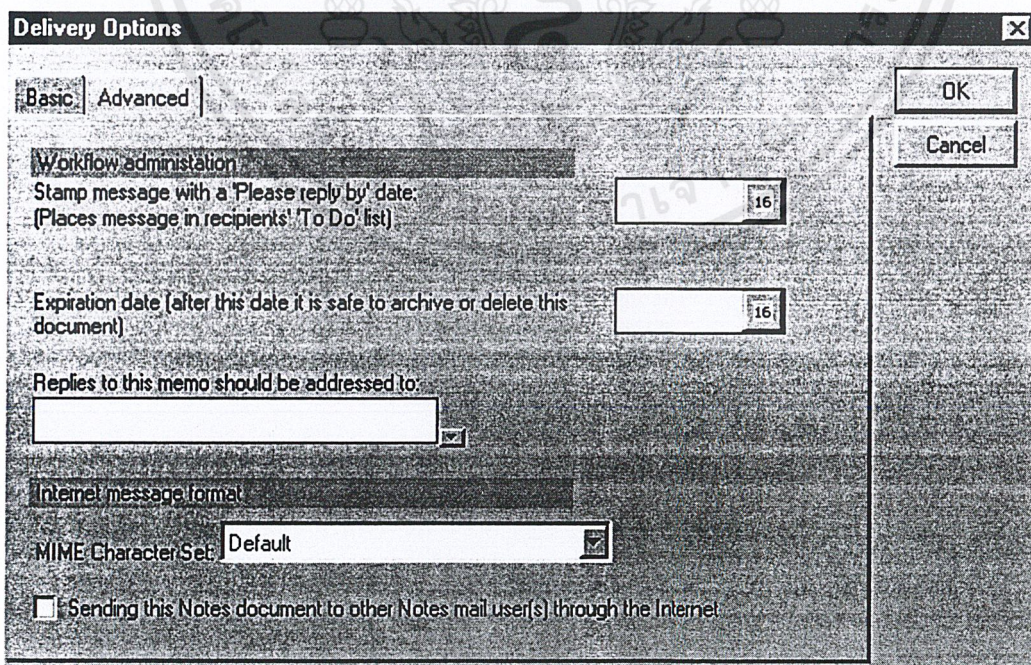 Delivery Options
Basic
Advanced
OK
Cancel
Workflow administation
Stamp message with a 'Please reply by' date:
(Places message in recipients' 'To Do' list)
16
Expiration date (after this date it is safe to archive or delete this
document)
16
Replies to this memo should be addressed to:
Internet message format
MIME Character Set:
Default
Sending this Notes document to other Notes mail user(s) through the Internet